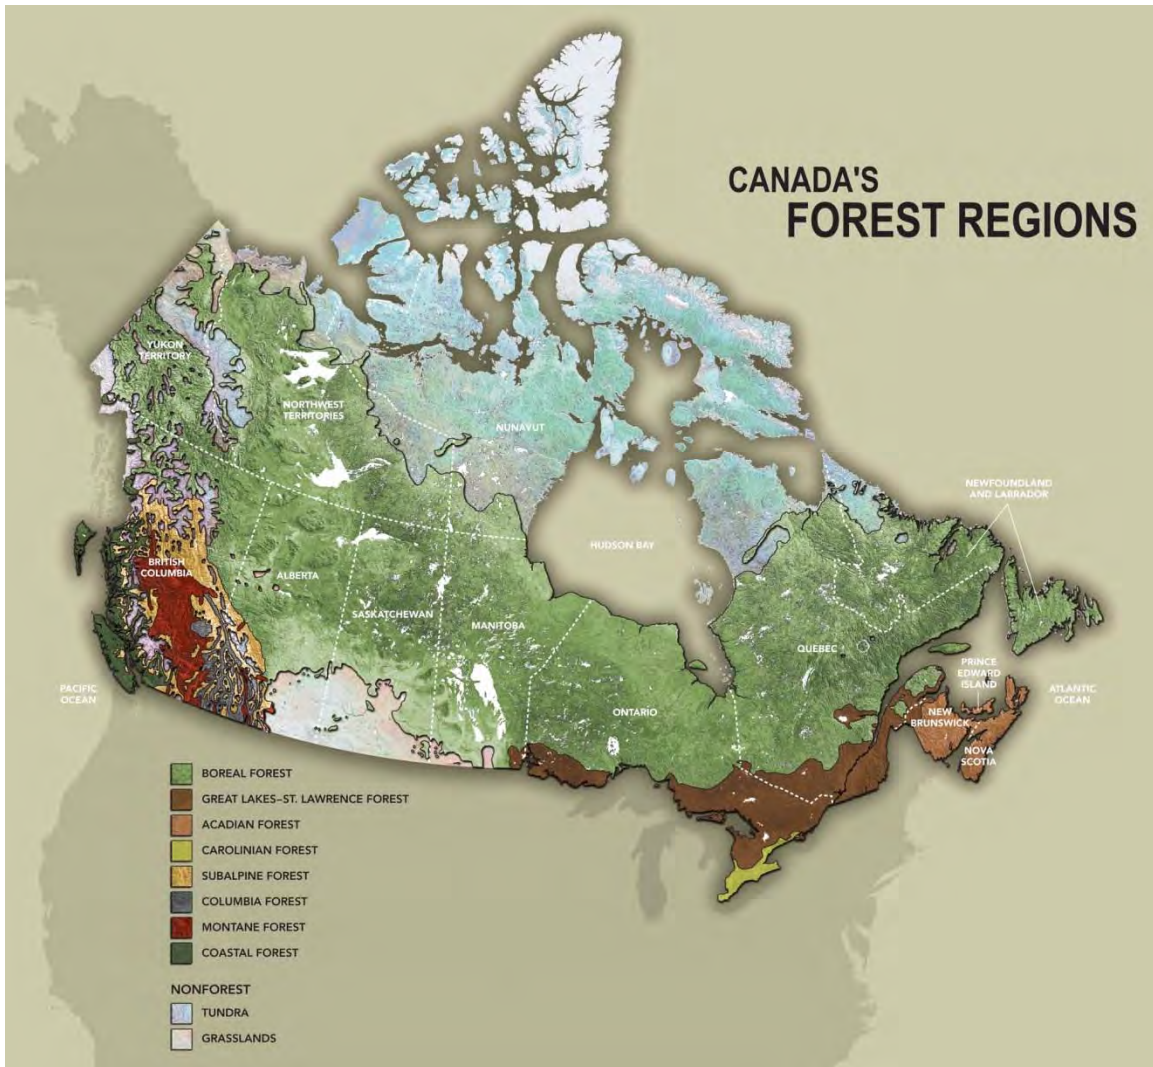 CANADA'S
FOREST REGIONS
YUKON
TERRITORY
NORTHWEST
TERRITORIES
NUNAVUT
NEWFOUNDLAND
AND LABRADOR
HUDSON BAY
BRITISH
COLUMBIA
ALBERTA
SASKATCHEWAN
MANITOBA
QUEBEC
PRINCE
EDWARD
ISLAND
PACIFIC
OCEAN
ATLANTIC
OCEAN
ONTARIO
NEW
BRUNSWICK
NOVA
SCOTIA
BOREAL FOREST
GREAT LAKES–ST. LAWRENCE FOREST
ACADIAN FOREST
CAROLINIAN FOREST
SUBALPINE FOREST
COLUMBIA FOREST
MONTANE FOREST
COASTAL FOREST
NONFOREST
TUNDRA
GRASSLANDS